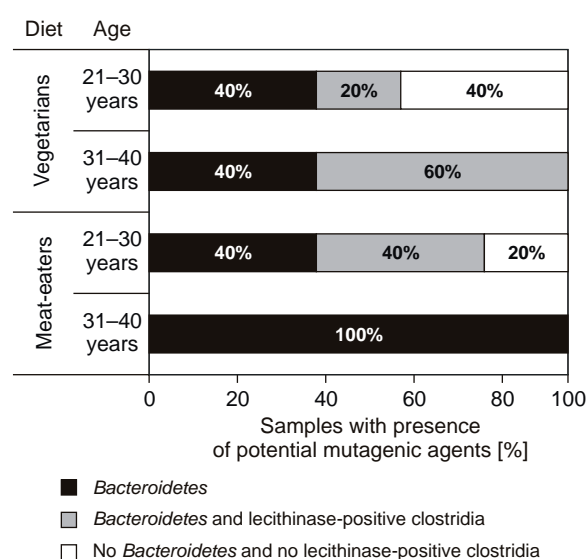 Diet Age
Vegetarians
21–30
years
40% 20% 40%
31–40
years
40% 60%
Meat-eaters
21–30
years
40% 40% 20%
31–40
years
100%
0 20 40 60 80 100
Samples with presence
of potential mutagenic agents [%]
Bacteroidetes
Bacteroidetes and lecithinase-positive clostridia
No Bacteroidetes and no lecithinase-positive clostridia